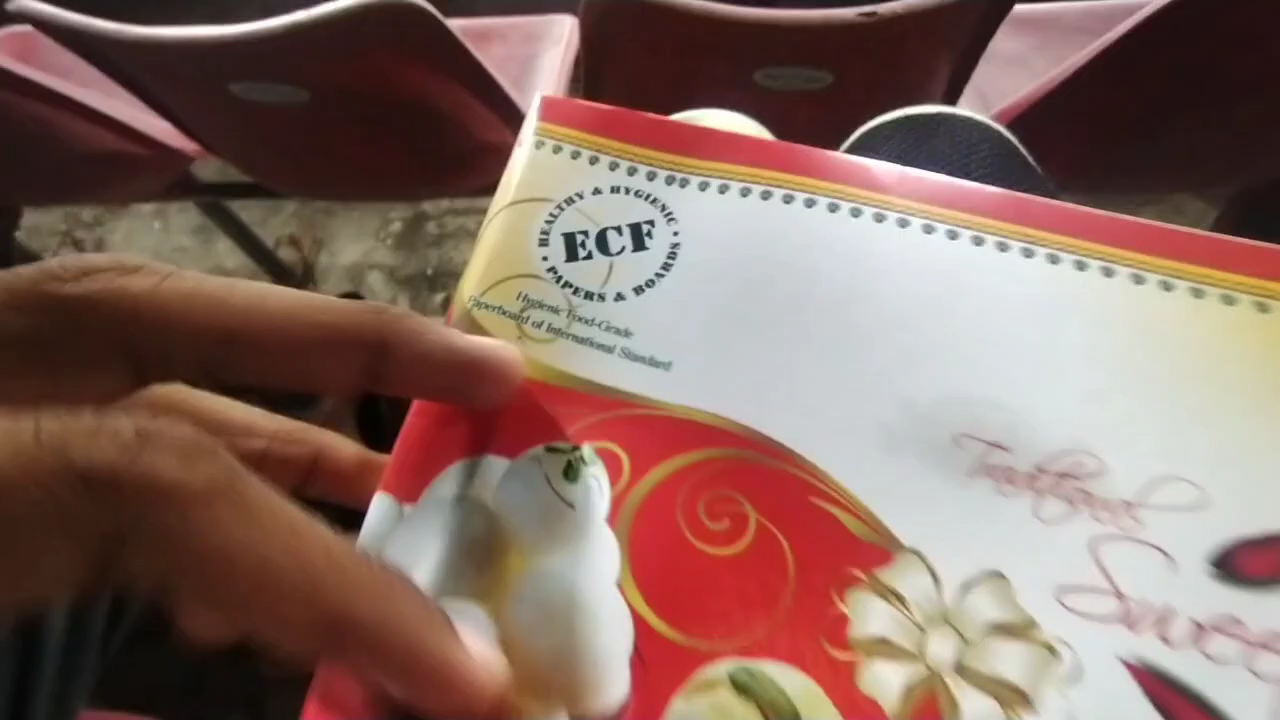 HEALTHY & HYGIENIC
ECF
PAPERS & BOARDS
Hygienic Food-Grade
Paperboard of International Standard